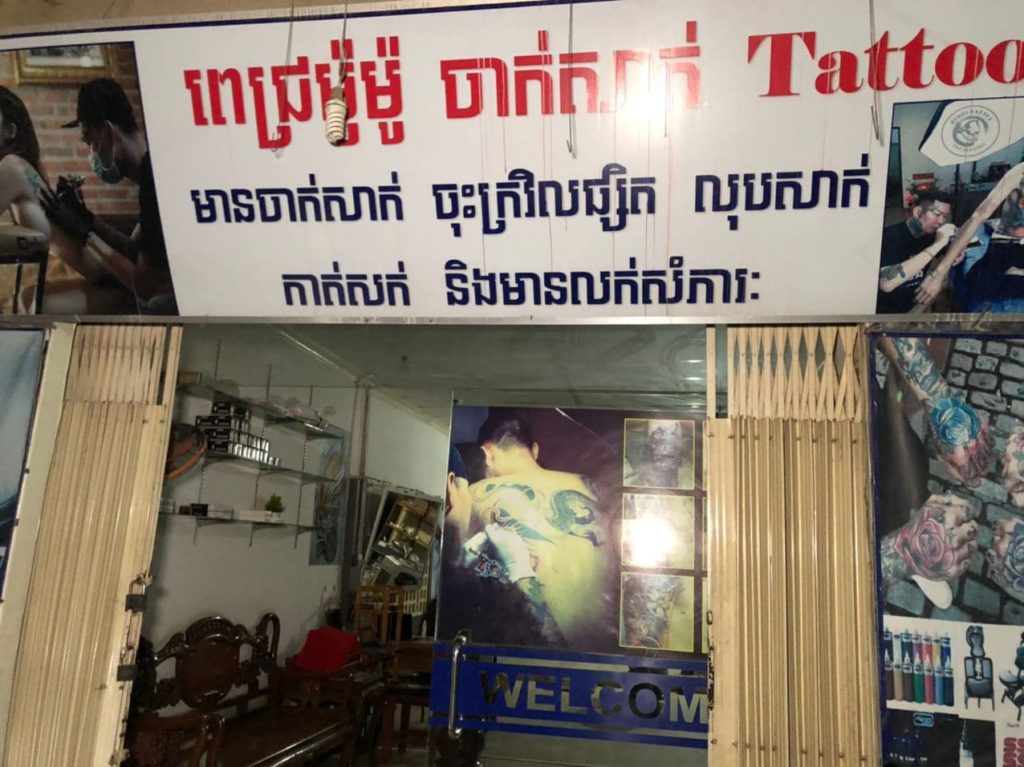 ពេជ្រម៉ូម៉ូ ចាក់សាក់ Tattoo
មានចាក់សាក់ ចុះក្រវិលផ្សិត លុបសាក់
កាត់សក់ និងមានលក់សំភារៈ
WELCOM